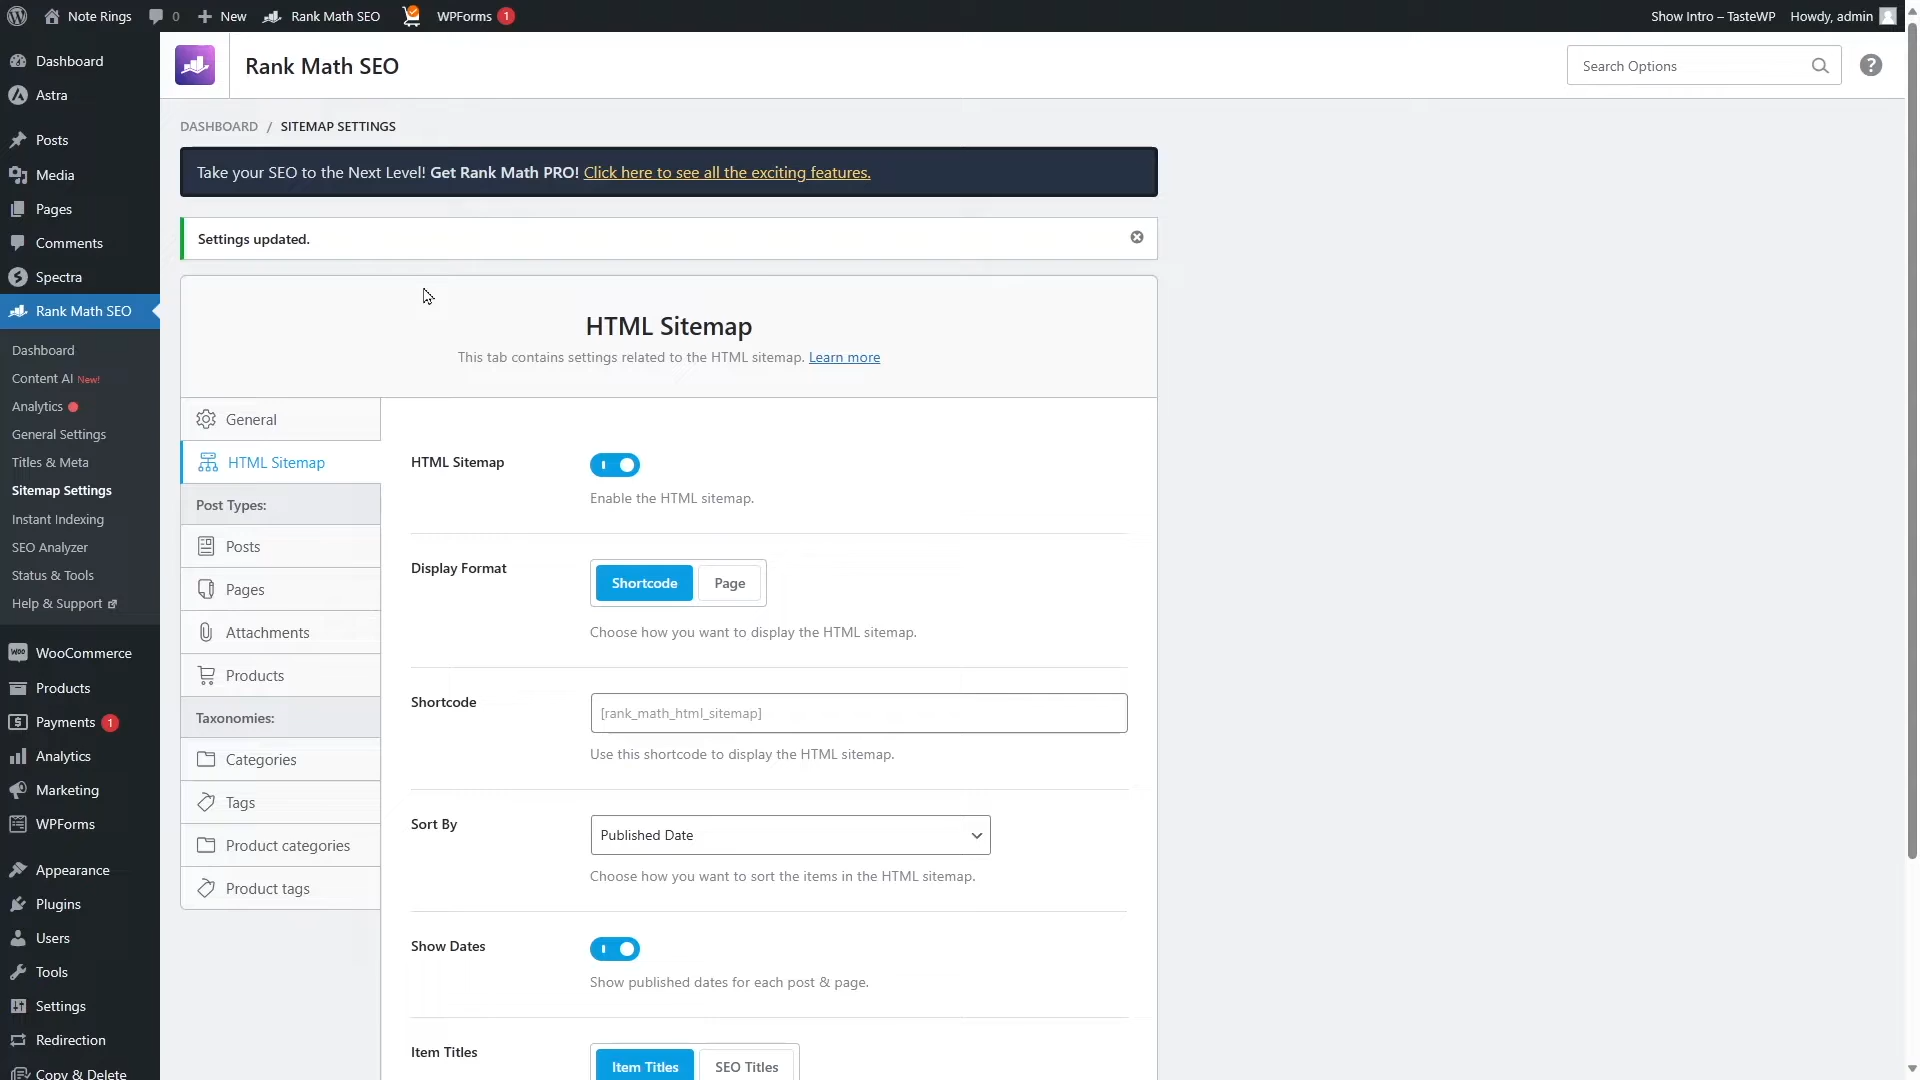 Note Rings
0
New
Rank Math SEO
WPForms 1
Show Intro – TasteWP
Howdy, admin
Dashboard
Astra
Posts
Media
Pages
Comments
Spectra
Rank Math SEO
Dashboard
Content AI New!
Analytics
General Settings
Titles & Meta
Sitemap Settings
Instant Indexing
SEO Analyzer
Status & Tools
Help & Support
WooCommerce
Products
Payments 1
Analytics
Marketing
WPForms
Appearance
Plugins
Users
Tools
Settings
Redirection
Copy & Delete
Rank Math SEO
Search Options
?
DASHBOARD / SITEMAP SETTINGS
Take your SEO to the Next Level! Get Rank Math PRO! Click here to see all the exciting features.
Settings updated.
HTML Sitemap
This tab contains settings related to the HTML sitemap. Learn more
General
HTML Sitemap
Post Types:
Posts
Pages
Attachments
Products
Taxonomies:
Categories
Tags
Product categories
Product tags
HTML Sitemap
Enable the HTML sitemap.
Display Format
Shortcode Page
Choose how you want to display the HTML sitemap.
Shortcode
[rank_math_html_sitemap]
Use this shortcode to display the HTML sitemap.
Sort By
Published Date
Choose how you want to sort the items in the HTML sitemap.
Show Dates
Show published dates for each post & page.
Item Titles
Item Titles SEO Titles